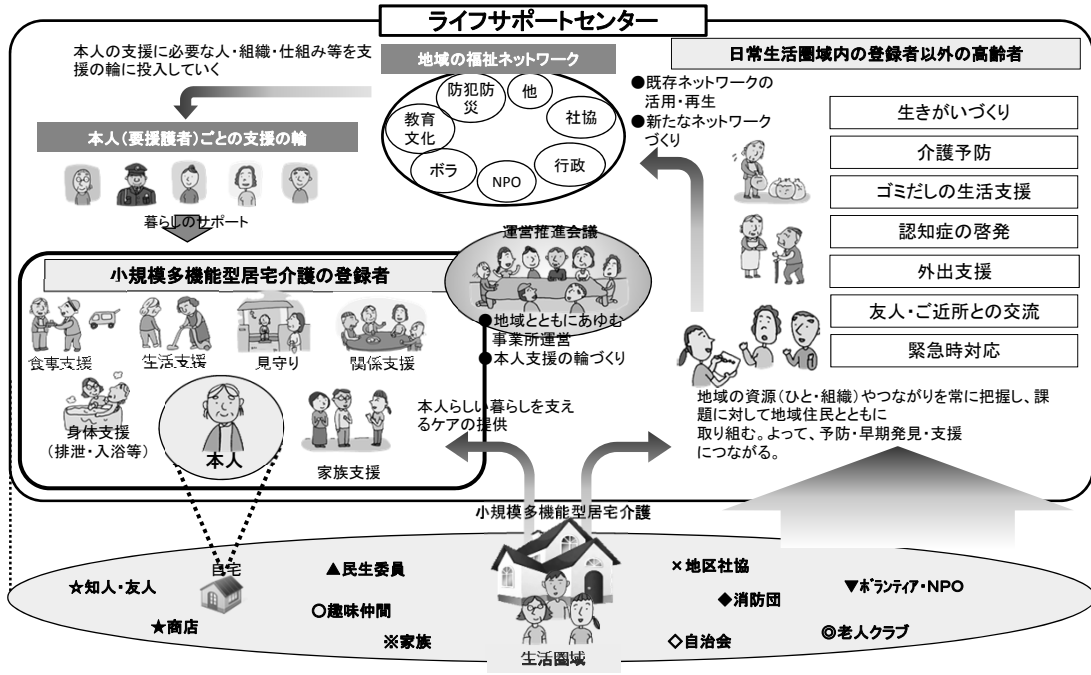 ライフサポートセンター
本人の支援に必要な人・組織・仕組み等を支
援の輪に投入していく
本人（要援護者）ごとの支援の輪
暮らしのサポート
地域の福祉ネットワーク
防犯防
災
他
教育
文化
社協
ボラ
NPO
行政
●既存ネットワークの
活用・再生
●新たなネットワーク
づくり
日常生活圏域内の登録者以外の高齢者
生きがいづくり
介護予防
ゴミだしの生活支援
認知症の啓発
外出支援
友人・ご近所との交流
緊急時対応
運営推進会議
●地域とともにあゆむ
事業所運営
●本人支援の輪づくり
小規模多機能型居宅介護の登録者
食事支援
生活支援
見守り
関係支援
身体支援
（排泄・入浴等）
本人
家族支援
本人らしい暮らしを支え
るケアの提供
地域の資源（ひと・組織）やつながりを常に把握し、課
題に対して地域住民とともに
取り組む。よって、予防・早期発見・支援
につながる。
小規模多機能型居宅介護
自宅
☆知人・友人
★商店
▲民生委員
○趣味仲間
※家族
×地区社協
◆消防団
◇自治会
▼ボランティア・NPO
◎老人クラブ
生活圏域